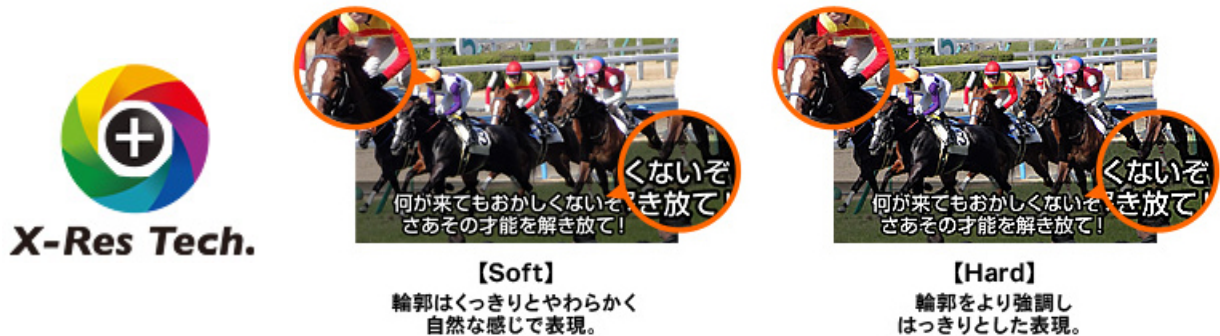 X-Res Tech.
くないぞ
き放て!
何が来てもおかしくないぞ
さあその才能を解き放て!
【Soft】
輪郭はくっきりとやわらかく
自然な感じで表現。
くないぞ
き放て!
何が来てもおかしくないぞ
さあその才能を解き放て!
【Hard】
輪郭をより強調し
はっきりとした表現。